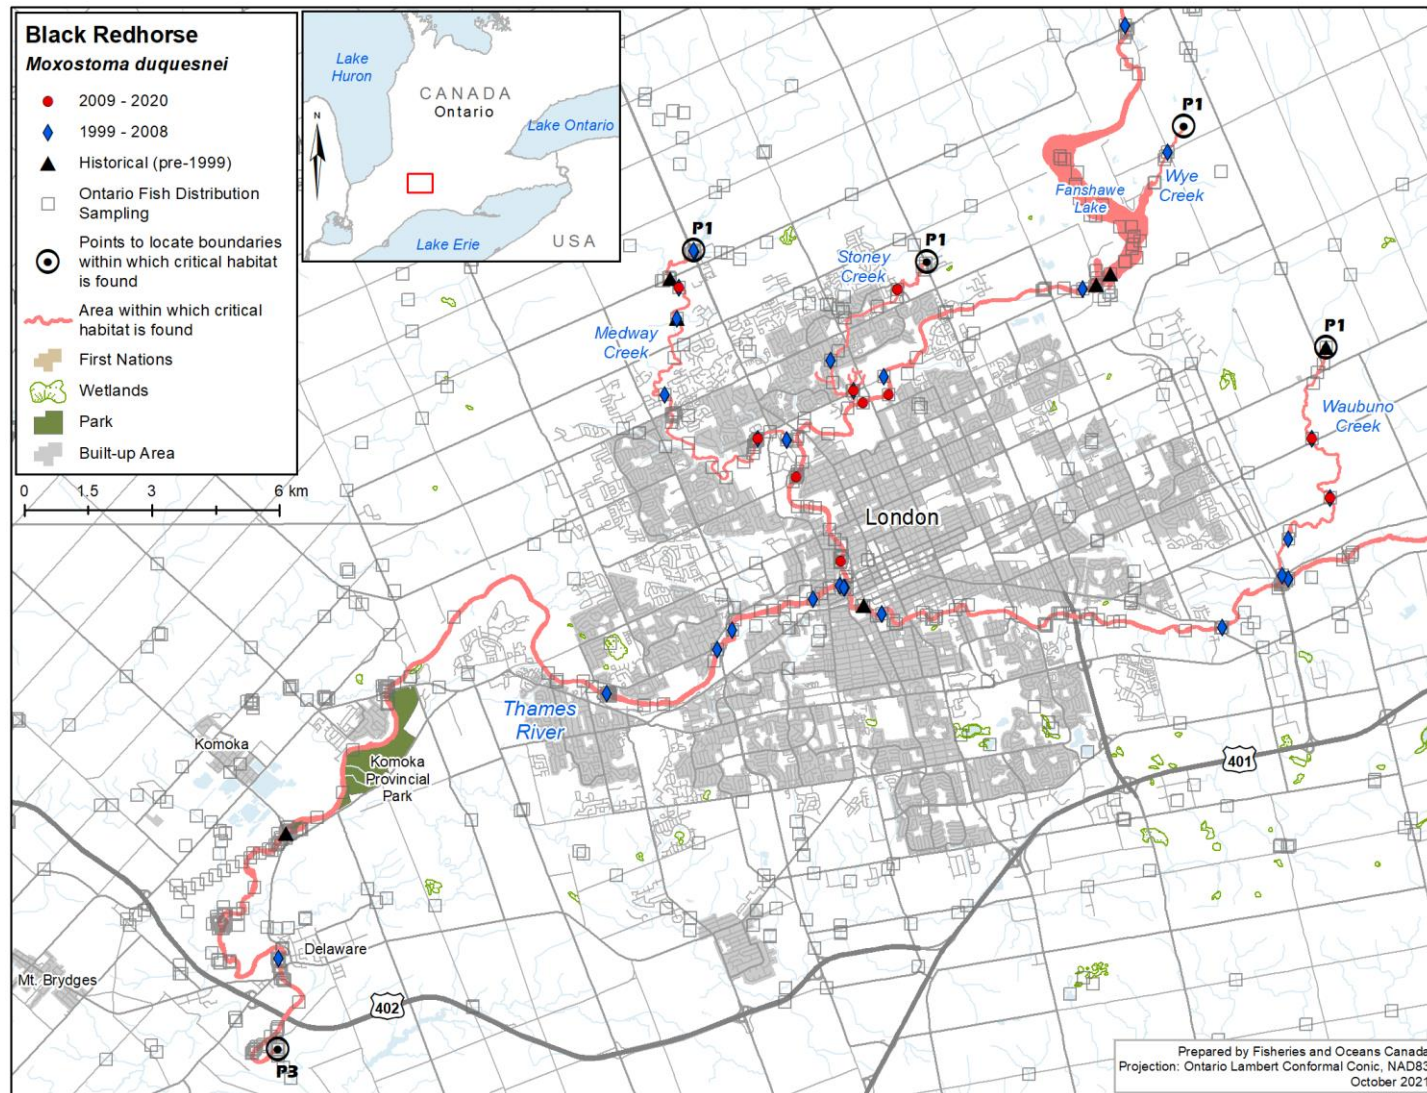 Black Redhorse
Moxostoma duquesnei
2009 - 2020
1999 - 2008
Historical (pre-1999)
Ontario Fish Distribution
Sampling
Points to locate boundaries
within which critical habitat
is found
Area within which critical
habitat is found
First Nations
Wetlands
Park
Built-up Area
0 1.5 3 6 km
N
Lake
Huron
CANADA
Ontario
Lake Ontario
Lake Erie
USA
P1
Wye
Creek
Fanshawe
Lake
P1
P1
Stoney
Creek
Medway
Creek
P1
Waubuno
Creek
London
Thames
River
Komoka
Komoka
Provincial
Park
401
Delaware
Mt. Brydges
402
P3
Prepared by Fisheries and Oceans Canada
Projection: Ontario Lambert Conformal Conic, NAD83
October 2021